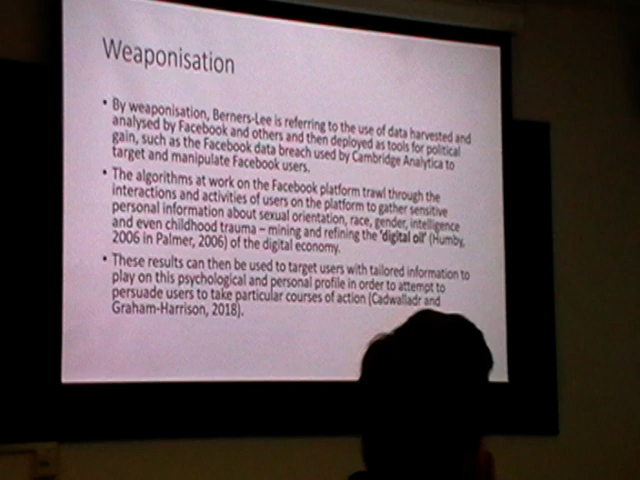 Weaponisation
• By weaponisation, Berners-Lee is referring to the use of data harvested and
analysed by Facebook and others and then deployed as tools for political
gain, such as the Facebook data breach used by Cambridge Analytica to
target and manipulate Facebook users.
• The algorithms at work on the Facebook platform trawl through the
interactions and activities of users on the platform to gather sensitive
personal information about sexual orientation, race, gender, intelligence
and even childhood trauma – mining and refining the 'digital oil' (Humby,
2006 in Palmer, 2006) of the digital economy.
• These results can then be used to target users with tailored information to
play on this psychological and personal profile in order to attempt to
persuade users to take particular courses of action (Cadwalladr and
Graham-Harrison, 2018).